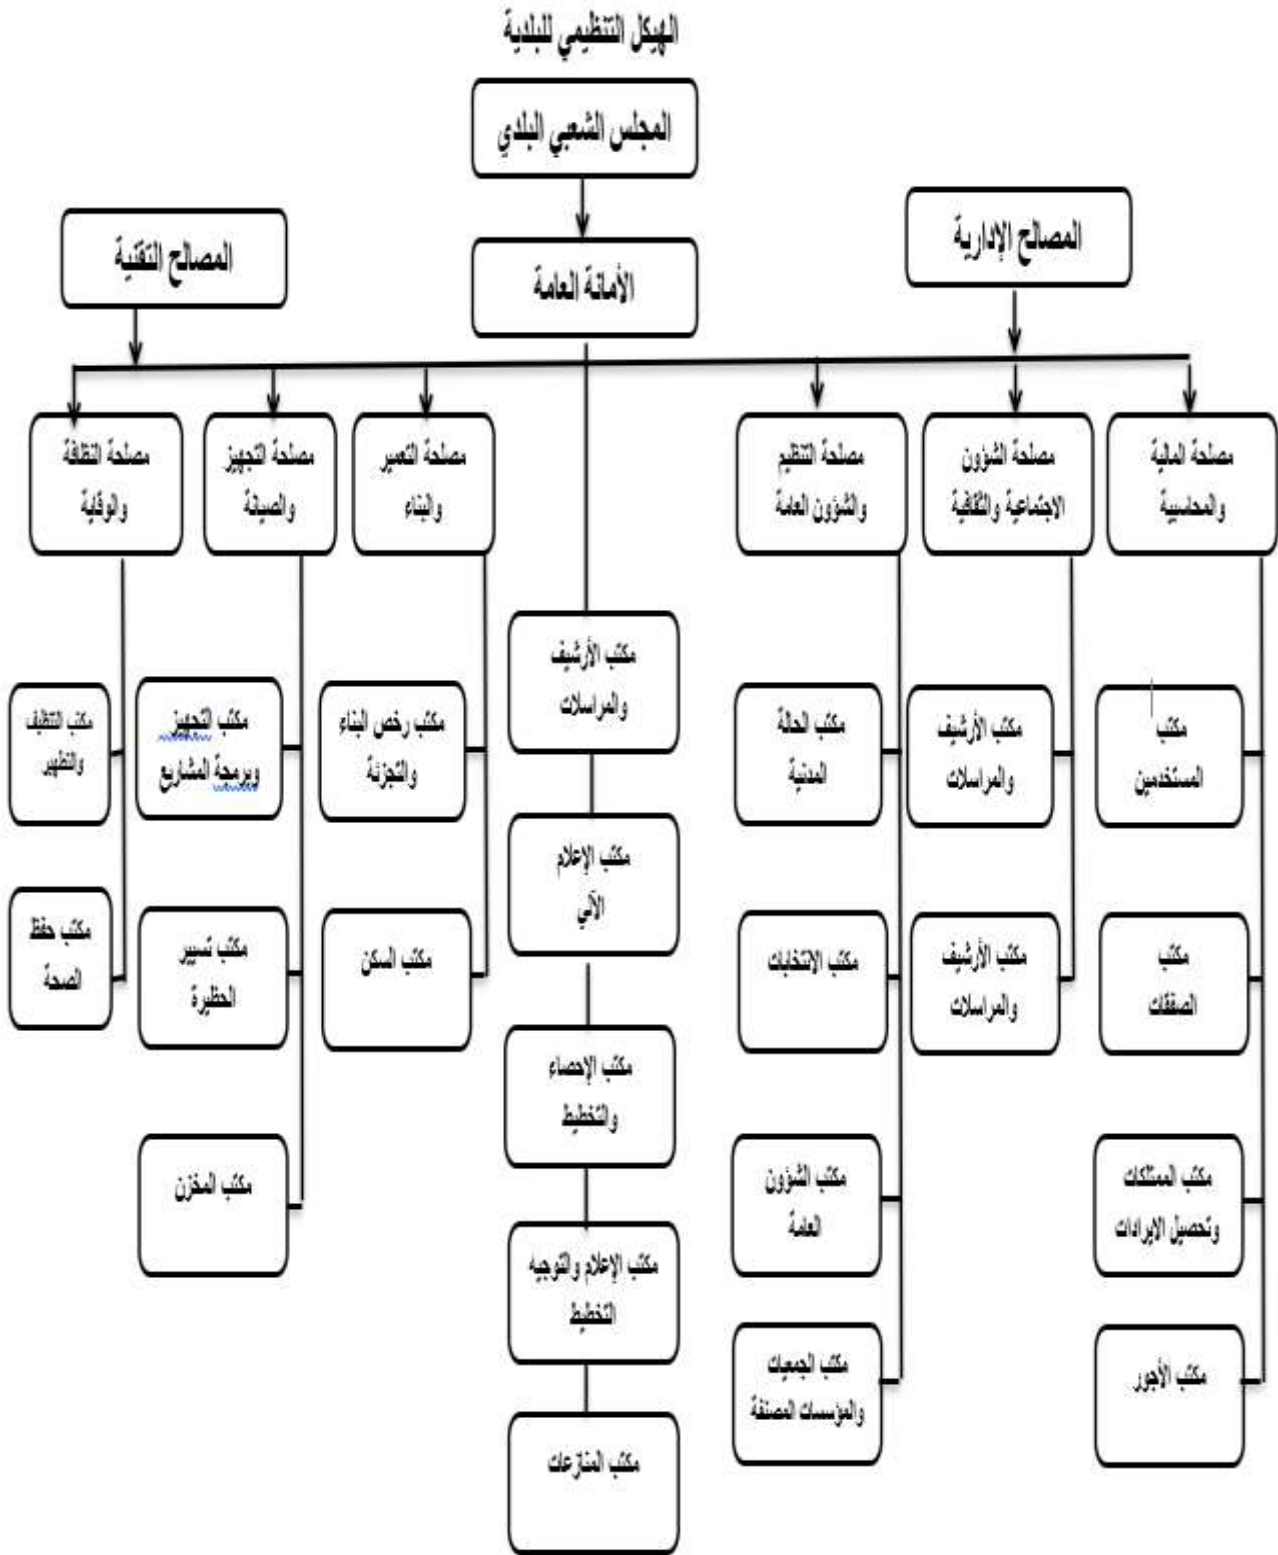 الهيكل التنظيمي للبلدية
المجلس الشعبي البلدي
المصالح الإدارية
الأمانة العامة
المصالح التقنية
مصلحة المالية
والمحاسبية
مصلحة الشؤون
الاجتماعية والثقافية
مصلحة التنظيم
والشؤون العامة
مصلحة التعمير
والبناء
مصلحة التجهيز
والصيانة
مصلحة النظافة
والوقاية
مكتب
المستخدمين
مكتب
الصفقات
مكتب الممتلكات
وتحصيل الايرادات
مكتب الأجور
مكتب الأرشيف
والمراسلات
مكتب الأرشيف
والمراسلات
مكتب الحالة
المدنية
مكتب الإنتخابات
مكتب الشؤون
العامة
مكتب الجمعيات
والمؤسسات المصنفة
مكتب الأرشيف
والمراسلات
مكتب الإعلام
الآلي
مكتب الإحصاء
والتخطيط
مكتب الإعلام والتوجيه
التخطيط
مكتب المنازعات
مكتب رخص البناء
والتجزئة
مكتب السكن
مكتب التجهيز
وبرمجة المشاريع
مكتب تسيير
الحظيرة
مكتب المخزن
مكتب التنظيف
والتطهير
مكتب حفظ
الصحة